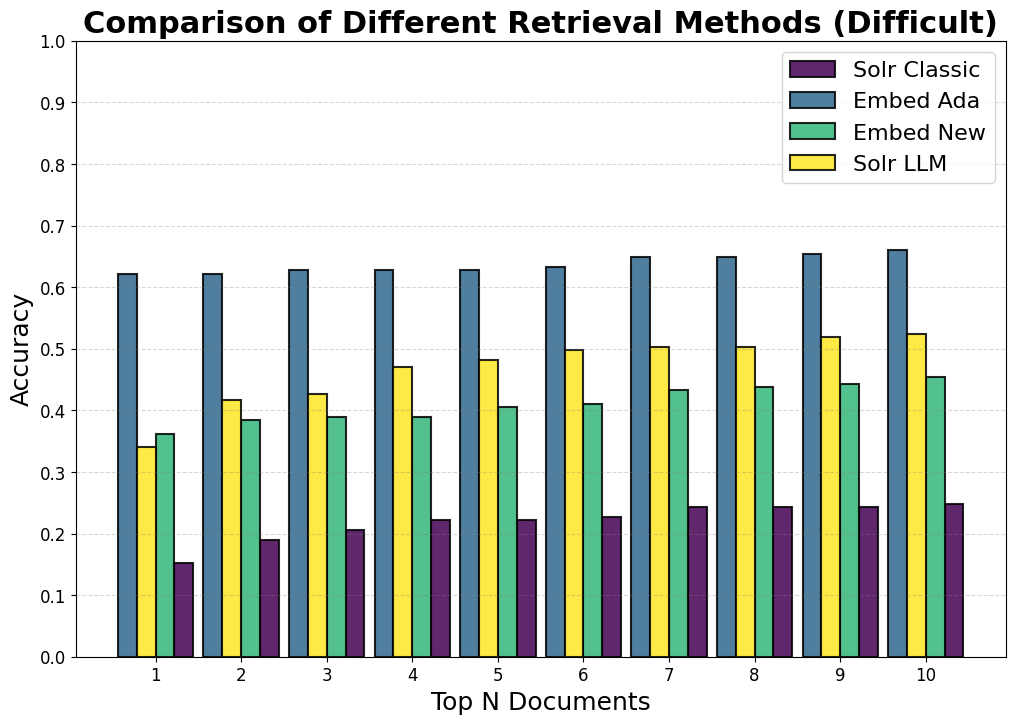 Comparison of Different Retrieval Methods (Difficult)
1.0
0.9
0.8
0.7
0.6
0.5
0.4
0.3
0.2
0.1
0.0
Accuracy
Solr Classic
Embed Ada
Embed New
Solr LLM
1 2 3 4 5 6 7 8 9 10
Top N Documents